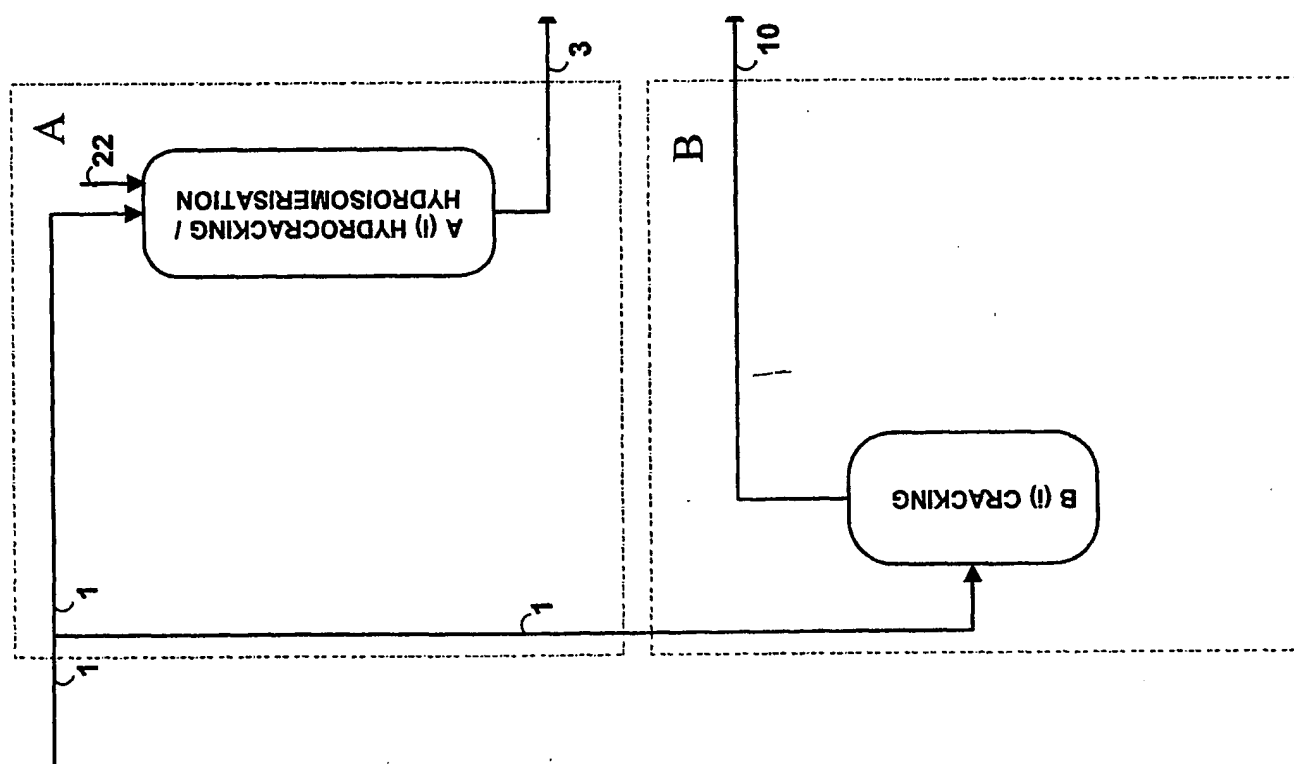 A
22
3
10
A (i) HYDROCRACKING /
HYDROISOMERISATION
B
B (i) CRACKING
1
1
1